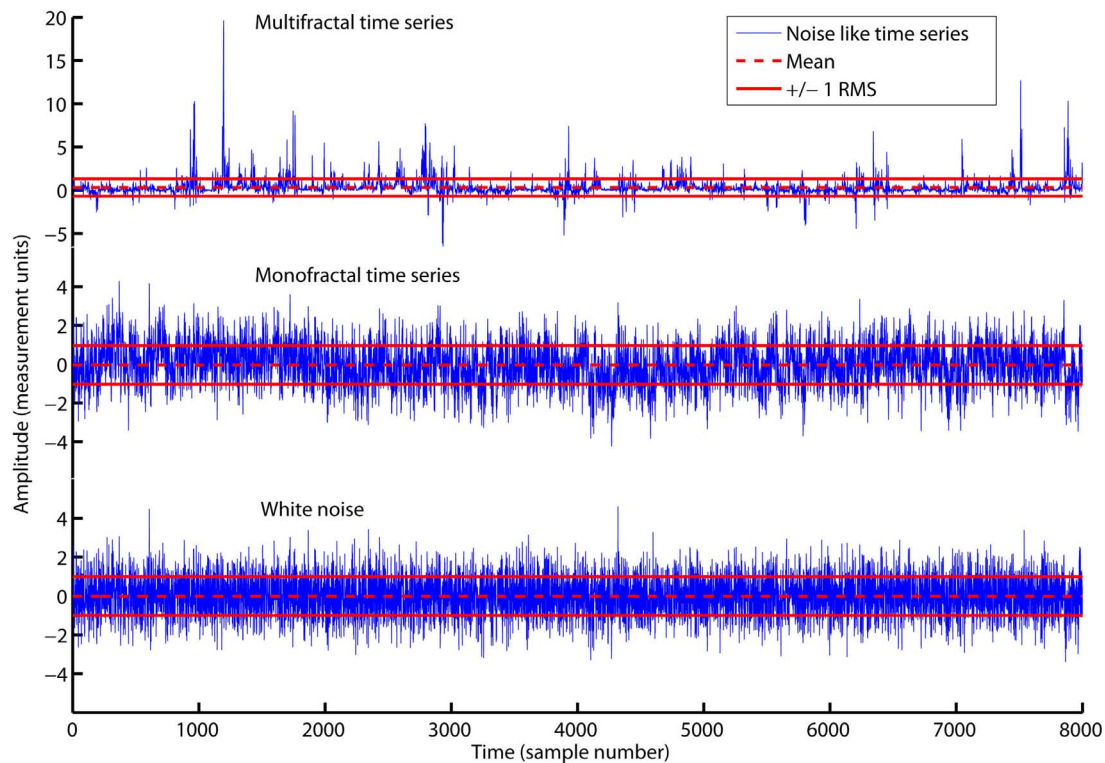 Multifractal time series
Noise like time series
Mean
+/− 1 RMS
20
15
10
5
0
−5
Monofractal time series
4
2
0
−2
−4
Amplitude (measurement units)
White noise
4
2
0
−2
−4
0 1000 2000 3000 4000 5000 6000 7000 8000
Time (sample number)